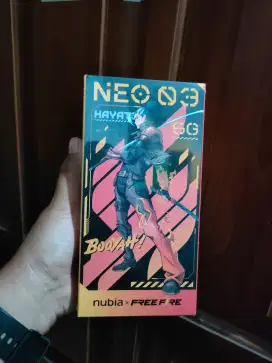 NEO 03
HAYATO
5G
BOOYAH!
nubia × FREE FIRE